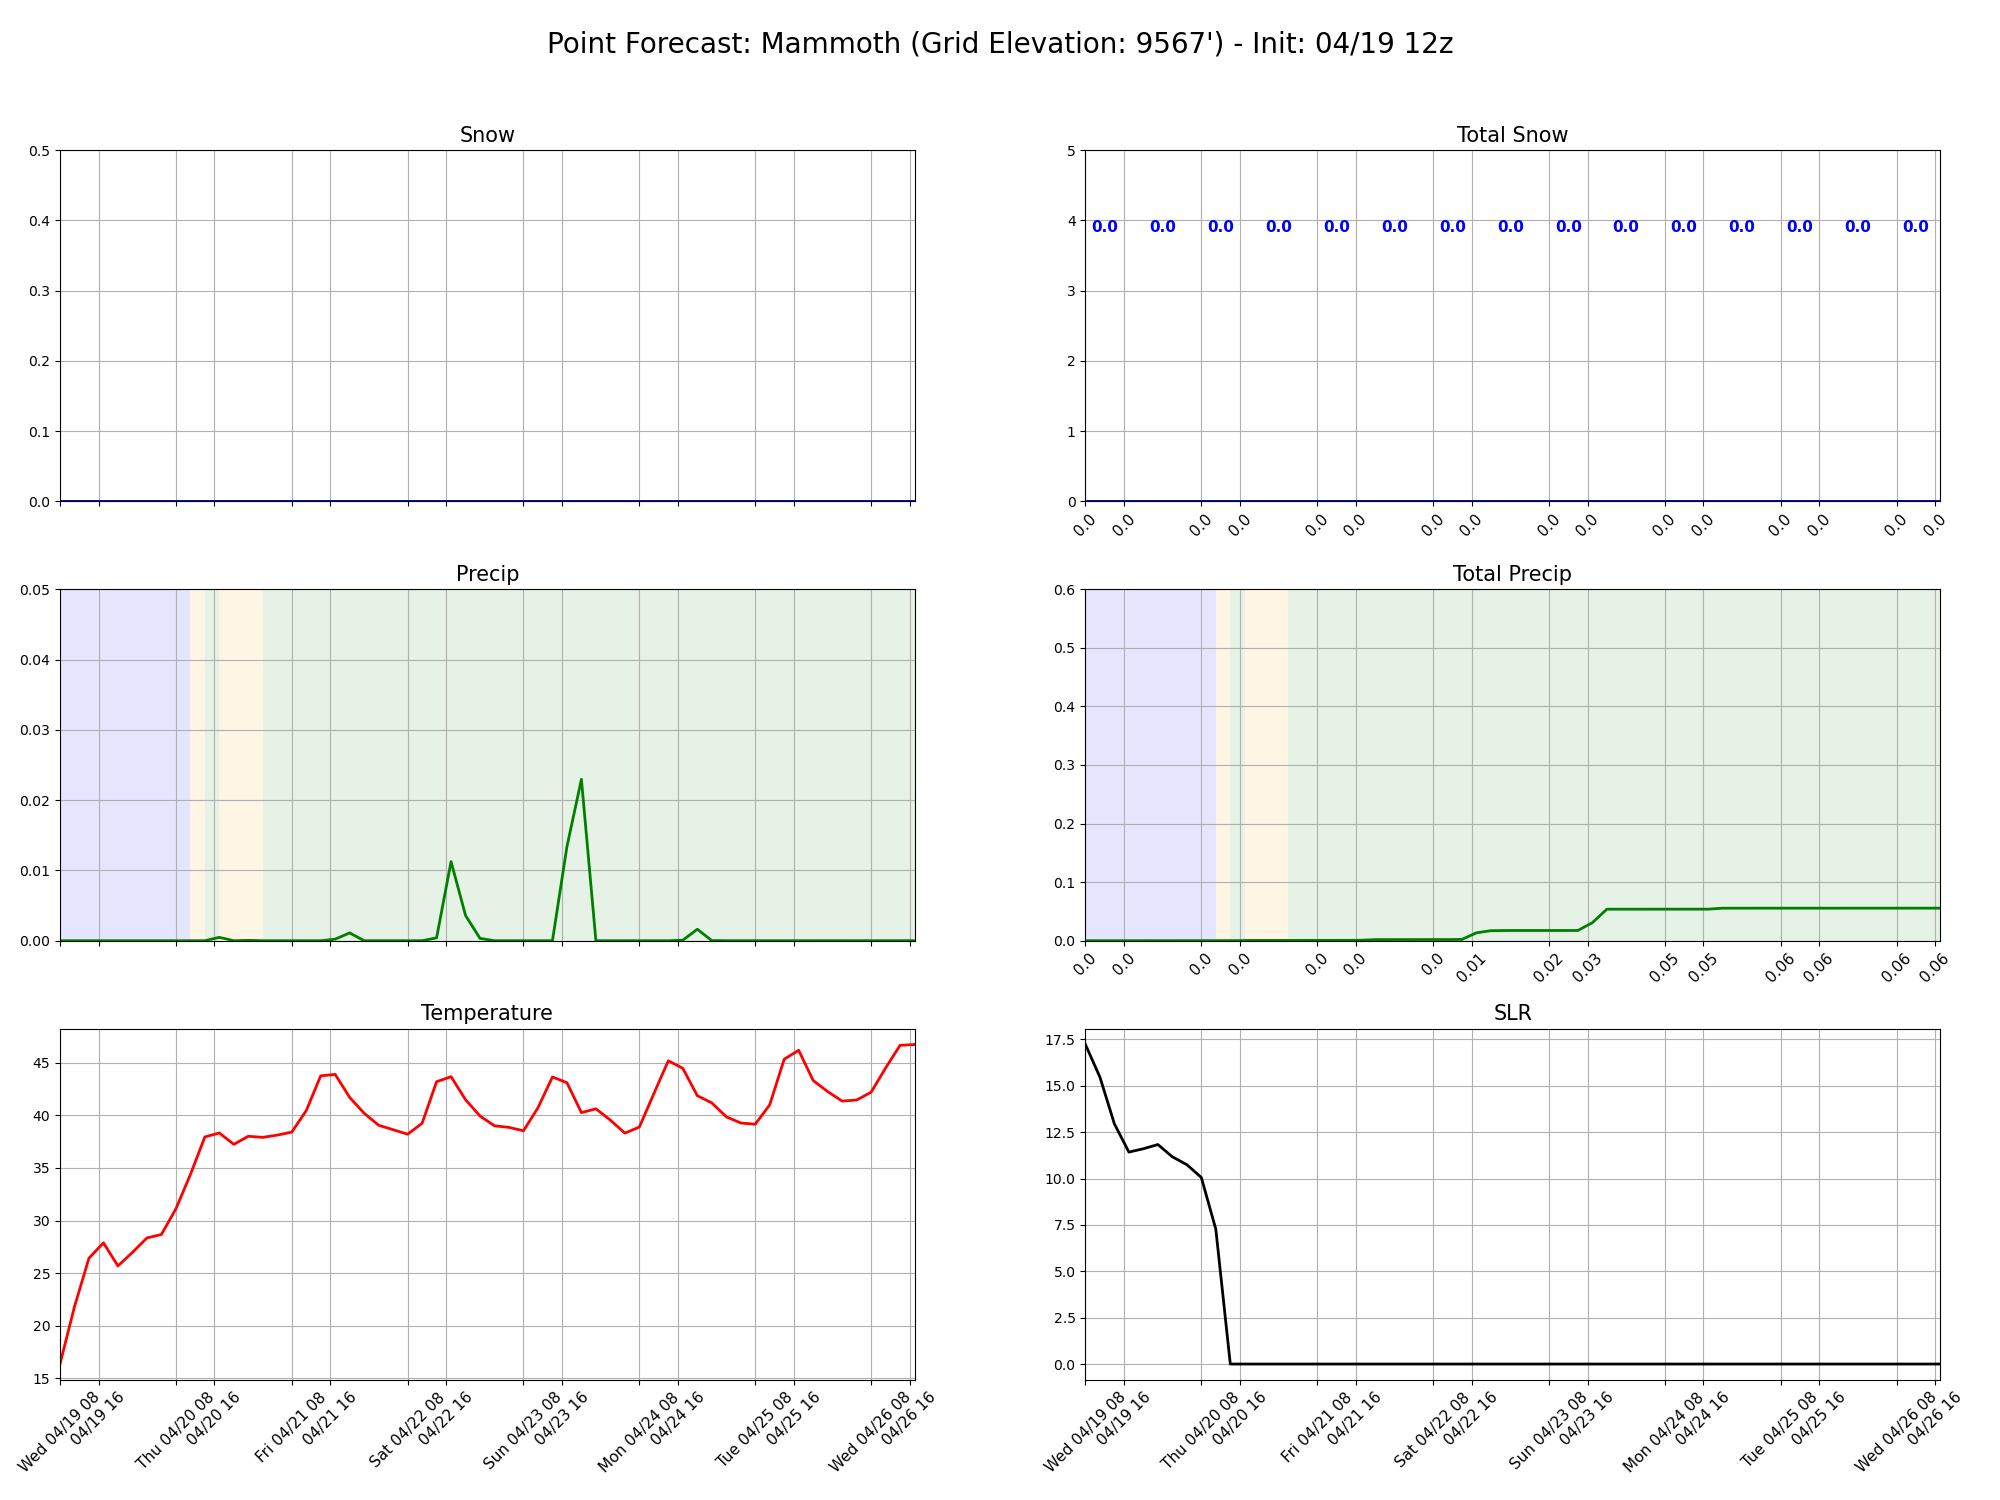 Point Forecast: Mammoth (Grid Elevation: 9567') - Init: 04/19 12z
Snow
0.5
0.4
0.3
0.2
0.1
0.0
Total Snow
5
4
3
2
1
0
0.0 0.0 0.0 0.0 0.0 0.0 0.0 0.0 0.0 0.0 0.0 0.0 0.0 0.0 0.0
0.0 0.0 0.0 0.0 0.0 0.0 0.0 0.0 0.0 0.0 0.0 0.0 0.0 0.0 0.0 0.0
Precip
0.05
0.04
0.03
0.02
0.01
0.00
Total Precip
0.6
0.5
0.4
0.3
0.2
0.1
0.0
0.0 0.0 0.0 0.0 0.0 0.0 0.0 0.01 0.02 0.03 0.05 0.05 0.06 0.06 0.06 0.06
Temperature
45
40
35
30
25
20
15
Wed 04/19 08
04/19 16
Thu 04/20 08
04/20 16
Fri 04/21 08
04/21 16
Sat 04/22 08
04/22 16
Sun 04/23 08
04/23 16
Mon 04/24 08
04/24 16
Tue 04/25 08
04/25 16
Wed 04/26 08
04/26 16
SLR
17.5
15.0
12.5
10.0
7.5
5.0
2.5
0.0
Wed 04/19 08
04/19 16
Thu 04/20 08
04/20 16
Fri 04/21 08
04/21 16
Sat 04/22 08
04/22 16
Sun 04/23 08
04/23 16
Mon 04/24 08
04/24 16
Tue 04/25 08
04/25 16
Wed 04/26 08
04/26 16